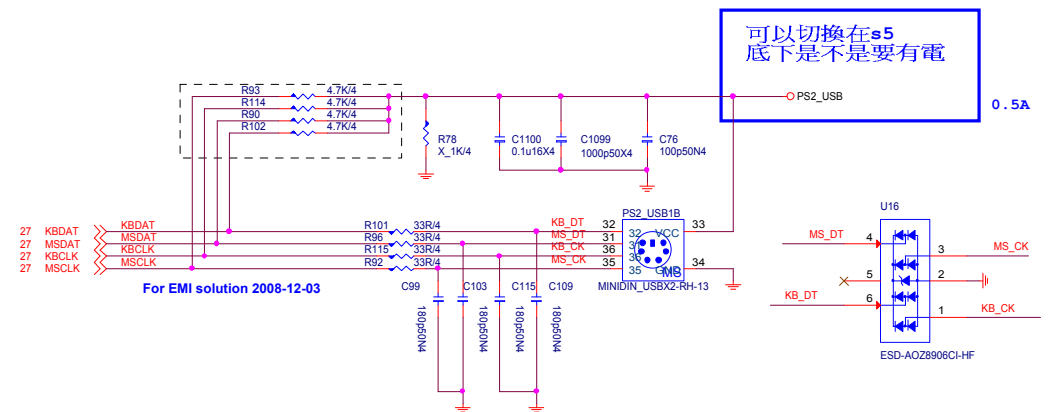 可以切換在s5
底下是不是要有電
PS2_USB
0.5A
R93 4.7K/4
R114 4.7K/4
R90 4.7K/4
R102 4.7K/4
R78
X_1K/4
C1100
0.1u16X4
C1099
1000p50X4
C76
100p50N4
27 KBDAT KBDAT R101 33R/4 KB_DT 32
27 MSDAT MSDAT R96 33R/4 MS_DT 31
27 KBCLK KBCLK R115 33R/4 KB_CK 36
27 MSCLK MSCLK R92 33R/4 MS_CK 35
PS2_USB1B
32 VCC 33
35 GND 34
MS
MINIDIN_USBX2-RH-13
For EMI solution 2008-12-03
C99
180p50N4
C103
180p50N4
C115
180p50N4
C109
180p50N4
U16
MS_DT 4
3 MS_CK
5
2
KB_DT 6
1 KB_CK
ESD-AOZ8906CI-HF